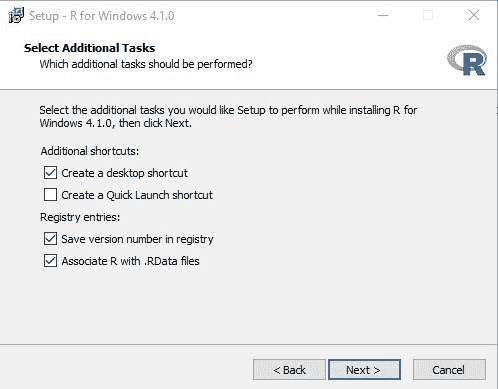 Setup - R for Windows 4.1.0
Select Additional Tasks
Which additional tasks should be performed?
R
Select the additional tasks you would like Setup to perform while installing R for
Windows 4.1.0, then click Next.
Additional shortcuts:
Create a desktop shortcut
Create a Quick Launch shortcut
Registry entries:
Save version number in registry
Associate R with .RData files
< Back Next > Cancel